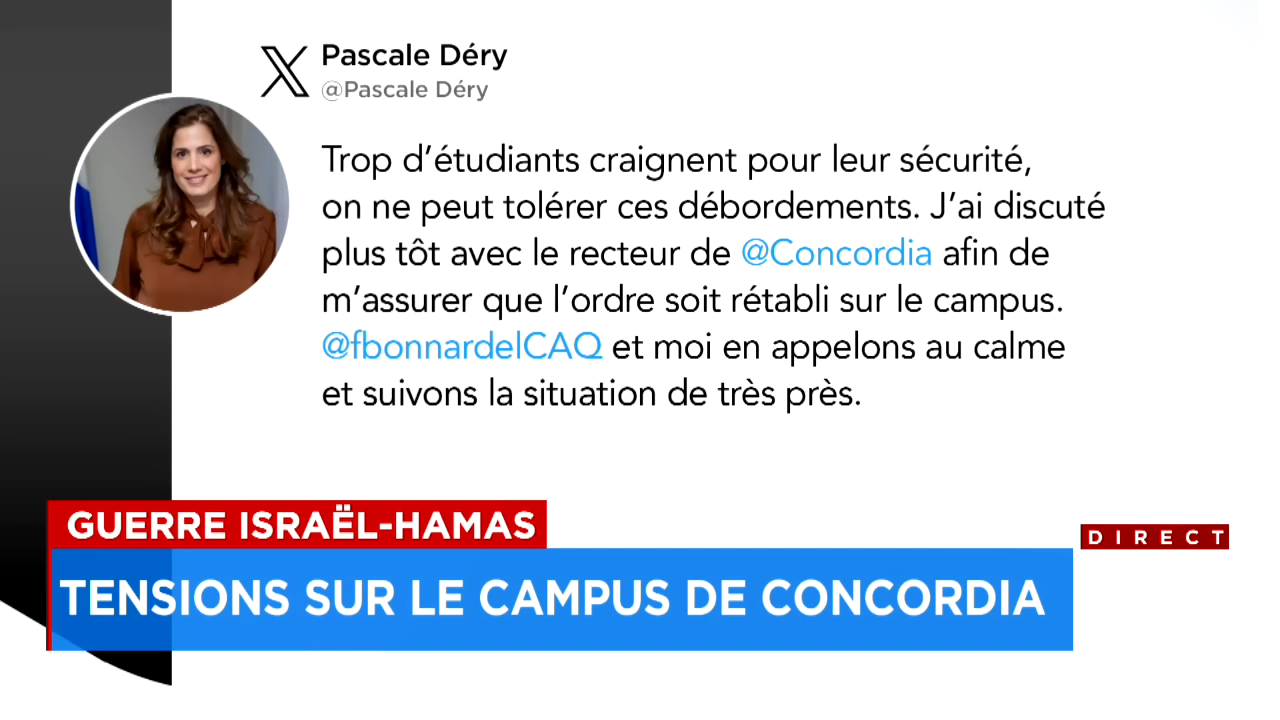 Pascale Déry
@Pascale Déry
Trop d’étudiants craignent pour leur sécurité,
on ne peut tolérer ces débordements. J’ai discuté
plus tôt avec le recteur de @Concordia afin de
m’assurer que l’ordre soit rétabli sur le campus.
@fbonnardelCAQ et moi en appelons au calme
et suivons la situation de très près.
GUERRE ISRAËL-HAMAS
DIRECT
TENSIONS SUR LE CAMPUS DE CONCORDIA